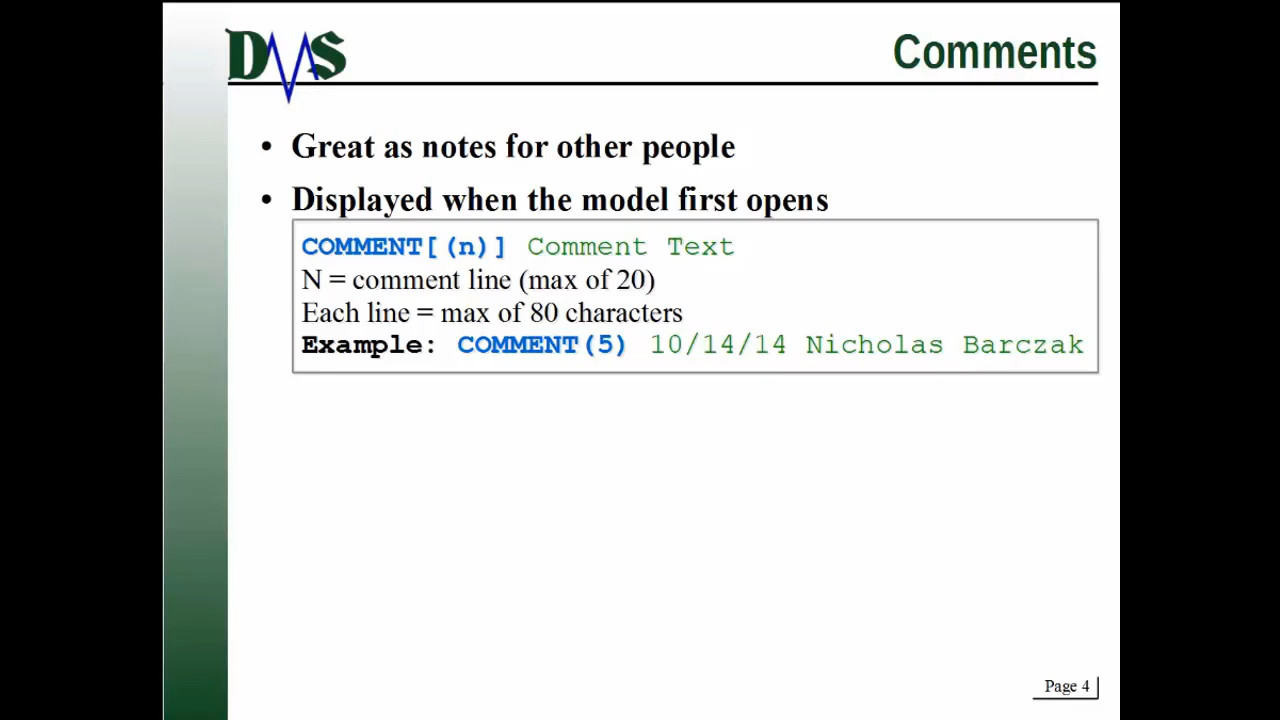 DMS
Comments
• Great as notes for other people
• Displayed when the model first opens
COMMENT[(n)] Comment Text
N = comment line (max of 20)
Each line = max of 80 characters
Example: COMMENT(5) 10/14/14 Nicholas Barczak
Page 4